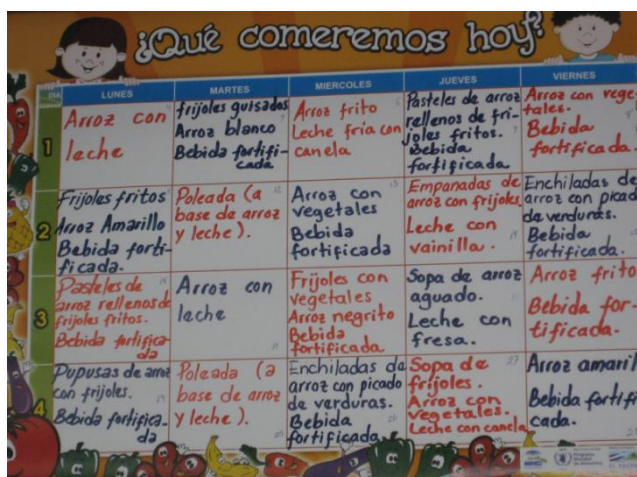 ¿Qué comeremos hoy?
LUNES
MARTES
MIERCOLES
JUEVES
VIERNES
1
Arroz con
leche
frijoles guisados
Arroz blanco
Bebida fortifi-
cada
Arroz frito
Leche fria con
canela
Pasteles de arroz
rellenos de fri-
joles fritos.
Bebida
fortificada
Arroz con vege-
tales.
Bebida
fortificada.
2
Frijoles fritos
Arroz Amarillo
Bebida forti-
ficada.
Poleada (a
base de arroz
y leche).
Arroz con
vegetales
Bebida
fortificada
Empanadas de
arroz con frijoles
Leche con
vainilla.
Enchiladas de
arroz con picad
de verduras.
Bebida
fortificada.
3
Pasteles de
arroz rellenos de
frijoles fritos.
Bebida fortifica-
da
Arroz con
leche
Frijoles con
vegetales
Arroz negrito
Bebida
fortificada
Sopa de arroz
aguado.
Leche con
fresa.
Arroz frito
Bebida for-
tificada.
4
Pupusas de arroz
con frijoles.
Bebida fortifica-
da
Poleada (a
base de arroz
y leche).
Enchiladas de
arroz con picado
de verduras.
Bebida
fortificada
Sopa de
frijoles.
Arroz con
vegetales.
Leche con canela
Arroz amaril
Bebida fortifi
cada.